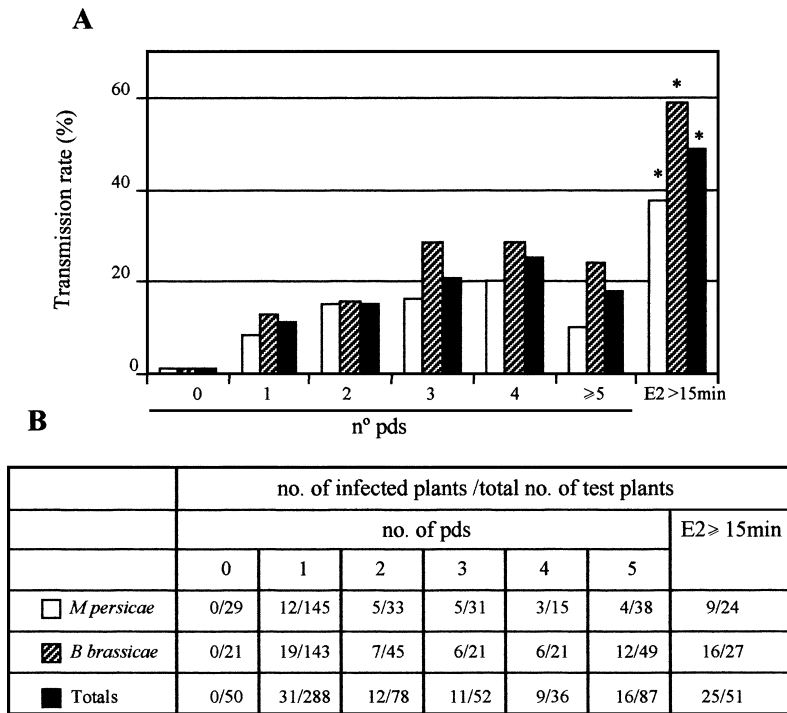 A
Transmission rate (%)
60
40
20
0
*
*
*
0 1 2 3 4 ⩾5 E2 >15min
nº pds
B
no. of infected plants /total no. of test plants
no. of pds E2⩾ 15min
0 1 2 3 4 5
M persicae 0/29 12/145 5/33 5/31 3/15 4/38 9/24
B brassicae 0/21 19/143 7/45 6/21 6/21 12/49 16/27
Totals 0/50 31/288 12/78 11/52 9/36 16/87 25/51